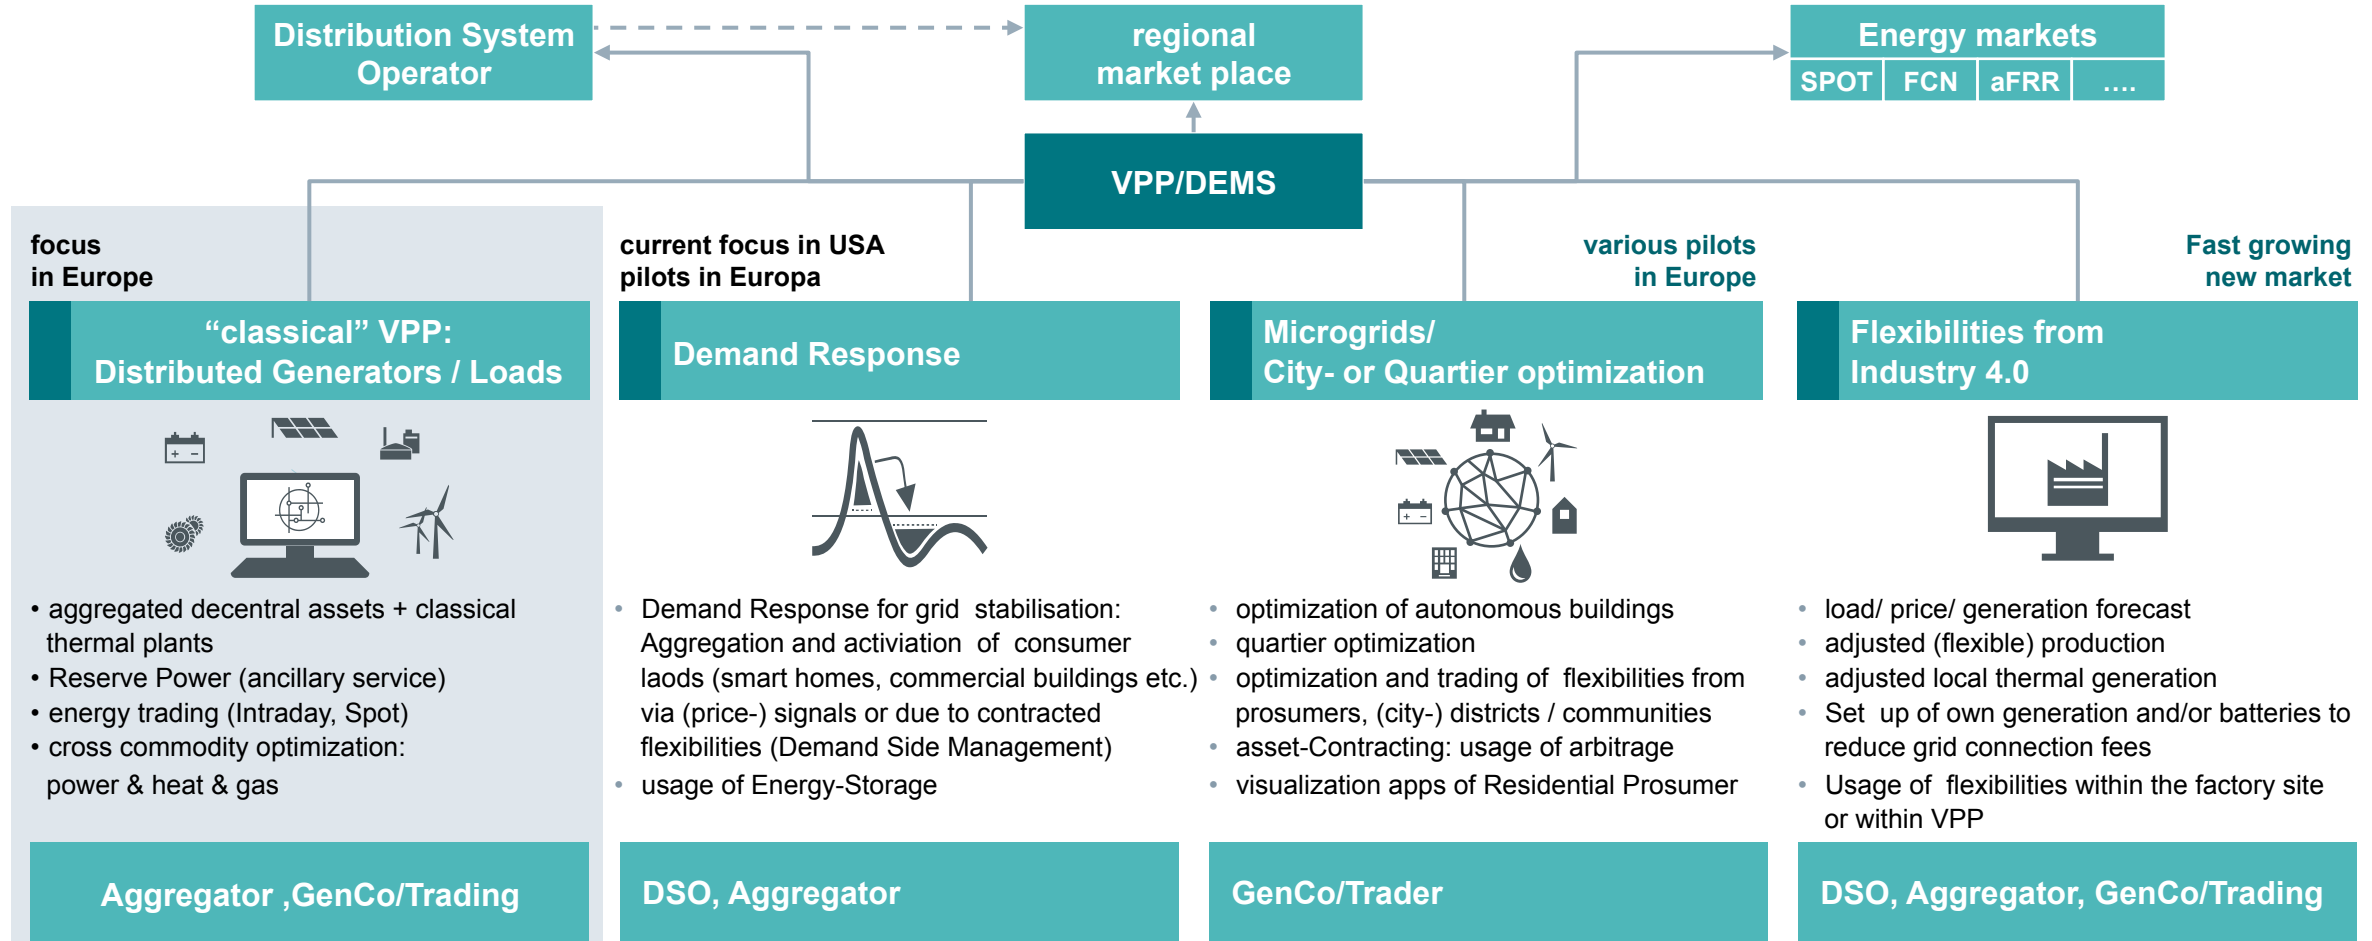 Distribution System
Operator
regional
market place
Energy markets
SPOT FCN aFRR ....
VPP/DEMS
focus
in Europe
"classical" VPP:
Distributed Generators / Loads
• aggregated decentral assets + classical
thermal plants
• Reserve Power (ancillary service)
• energy trading (Intraday, Spot)
• cross commodity optimization:
power & heat & gas
Aggregator ,GenCo/Trading
current focus in USA
pilots in Europa
Demand Response
• Demand Response for grid stabilisation:
Aggregation and activiation of consumer
laods (smart homes, commercial buildings etc.)
via (price-) signals or due to contracted
flexibilities (Demand Side Management)
• usage of Energy-Storage
DSO, Aggregator
various pilots
in Europe
Microgrids/
City- or Quartier optimization
• optimization of autonomous buildings
• quartier optimization
• optimization and trading of flexibilities from
prosumers, (city-) districts / communities
• asset-Contracting: usage of arbitrage
• visualization apps of Residential Prosumer
GenCo/Trader
Fast growing
new market
Flexibilities from
Industry 4.0
• load/ price/ generation forecast
• adjusted (flexible) production
• adjusted local thermal generation
• Set up of own generation and/or batteries to
reduce grid connection fees
• Usage of flexibilities within the factory site
or within VPP
DSO, Aggregator, GenCo/Trading